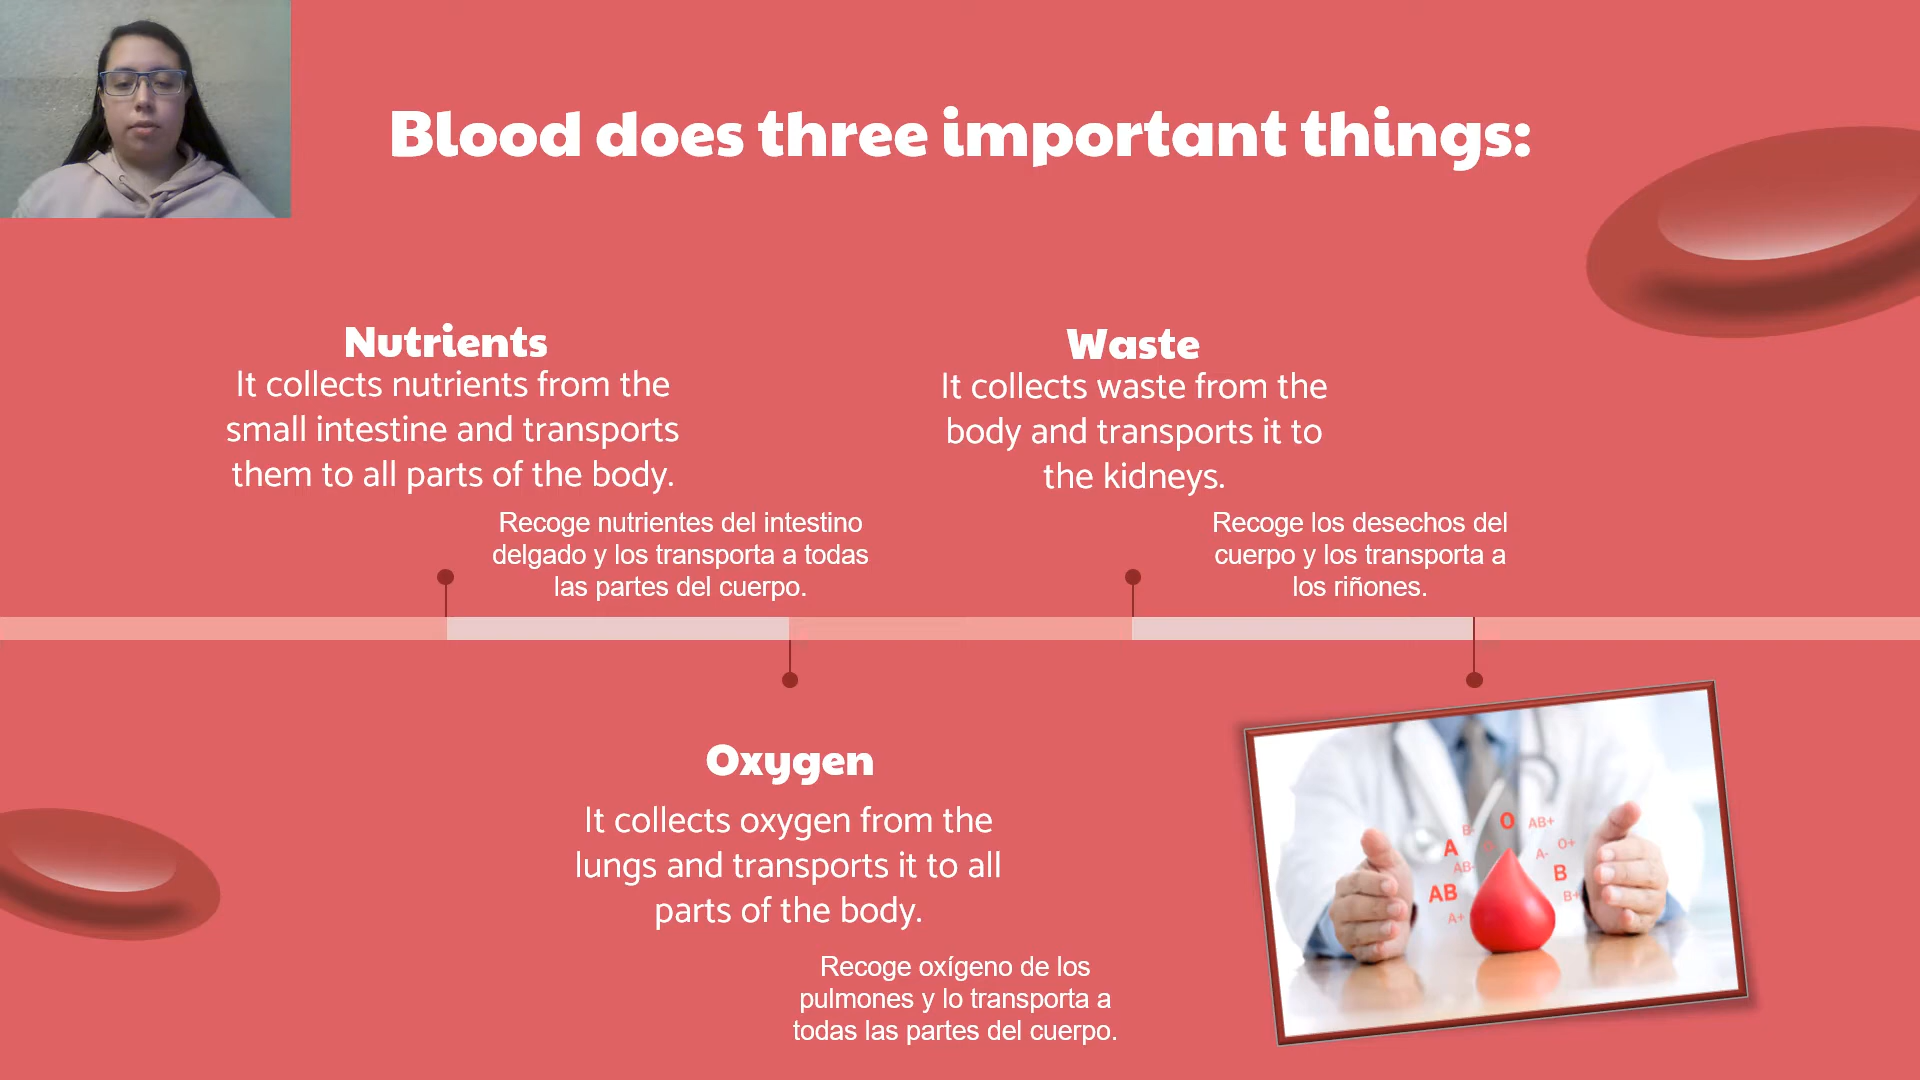 Blood does three important things:
Nutrients
It collects nutrients from the
small intestine and transports
them to all parts of the body.
Recoge nutrientes del intestino
delgado y los transporta a todas
las partes del cuerpo.
Waste
It collects waste from the
body and transports it to
the kidneys.
Recoge los desechos del
cuerpo y los transporta a
los riñones.
Oxygen
It collects oxygen from the
lungs and transports it to all
parts of the body.
Recoge oxígeno de los
pulmones y lo transporta a
todas las partes del cuerpo.
B- O AB+
A A- O+
AB- B
AB B+
A+